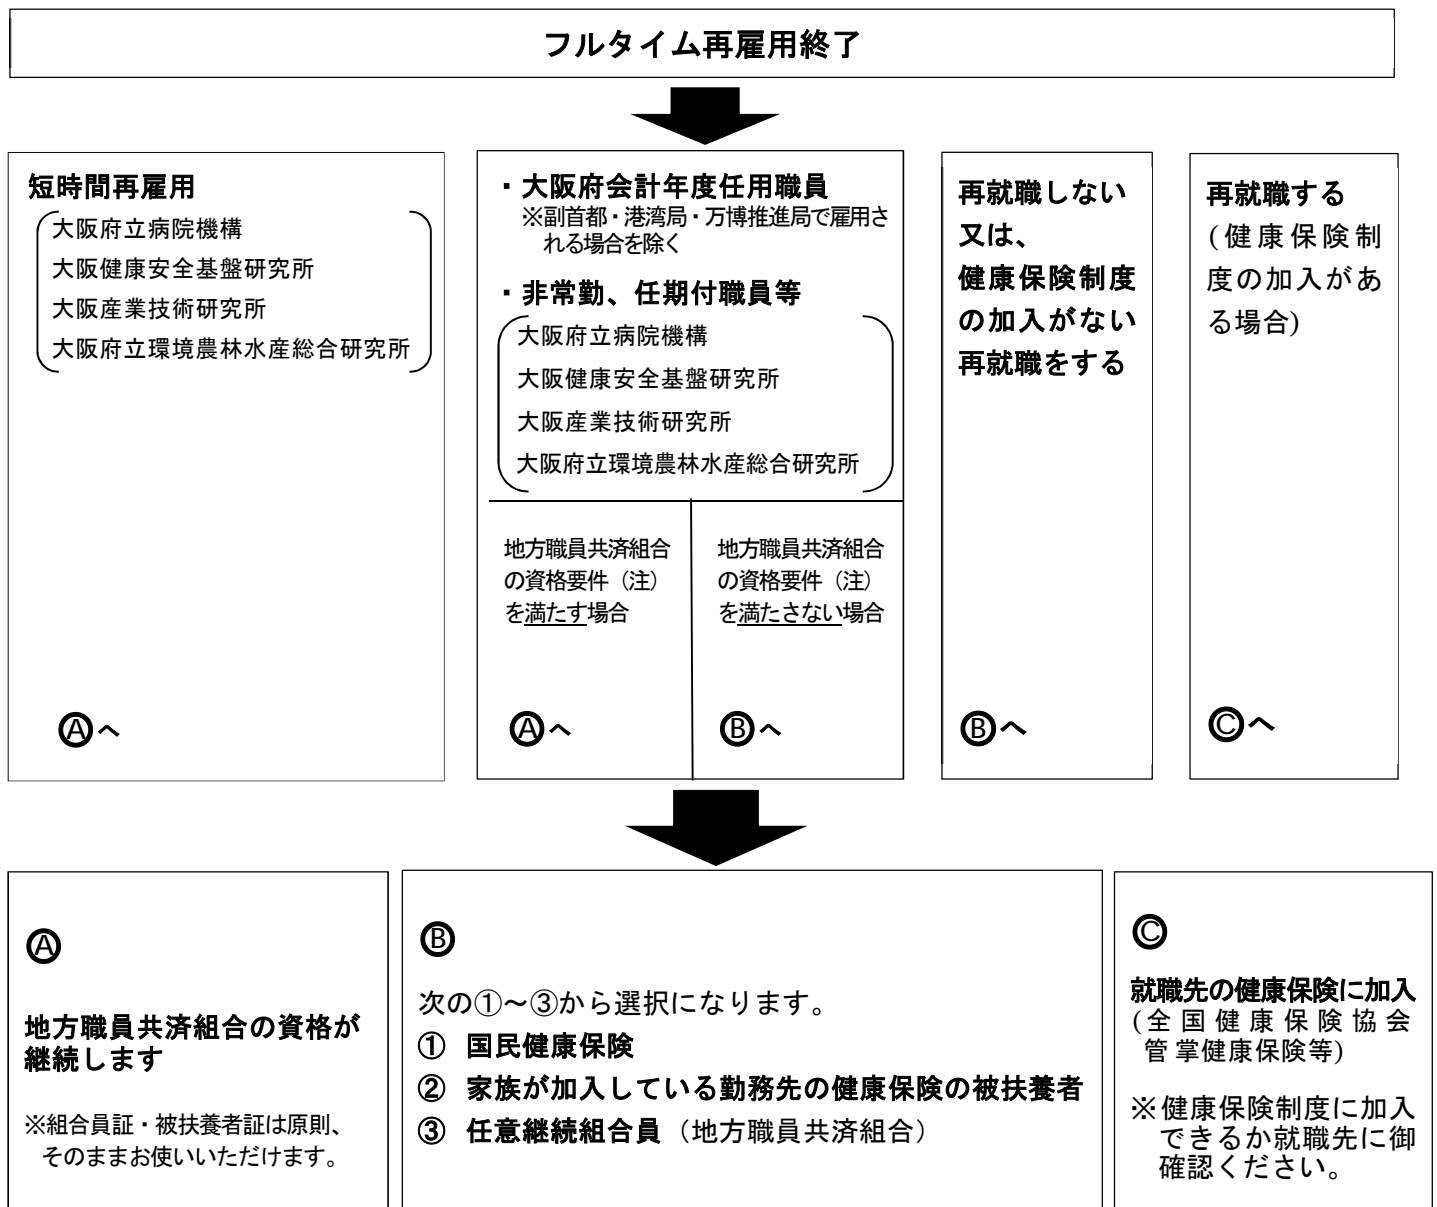 フルタイム再雇用終了
短時間再雇用
大阪府立病院機構
大阪健康安全基盤研究所
大阪産業技術研究所
大阪府立環境農林水産総合研究所
Ⓐへ
・大阪府会計年度任用職員
※副首都・港湾局・万博推進局で雇用さ
れる場合を除く
・非常勤、任期付職員等
大阪府立病院機構
大阪健康安全基盤研究所
大阪産業技術研究所
大阪府立環境農林水産総合研究所
地方職員共済組合
の資格要件（注）
を満たす場合
Ⓐへ
地方職員共済組合
の資格要件（注）
を満たさない場合
Ⓑへ
再就職しない
又は、
健康保険制度
の加入がない
再就職をする
Ⓑへ
再就職する
(健康保険制
度の加入があ
る場合)
Ⓒへ
Ⓐ
地方職員共済組合の資格が
継続します
※組合員証・被扶養者証は原則、
そのままお使いいただけます。
Ⓑ
次の①～③から選択になります。
① 国民健康保険
② 家族が加入している勤務先の健康保険の被扶養者
③ 任意継続組合員（地方職員共済組合）
Ⓒ
就職先の健康保険に加入
(全国健康保険協会
管掌健康保険等)
※健康保険制度に加入
できるか就職先に御
確認ください。